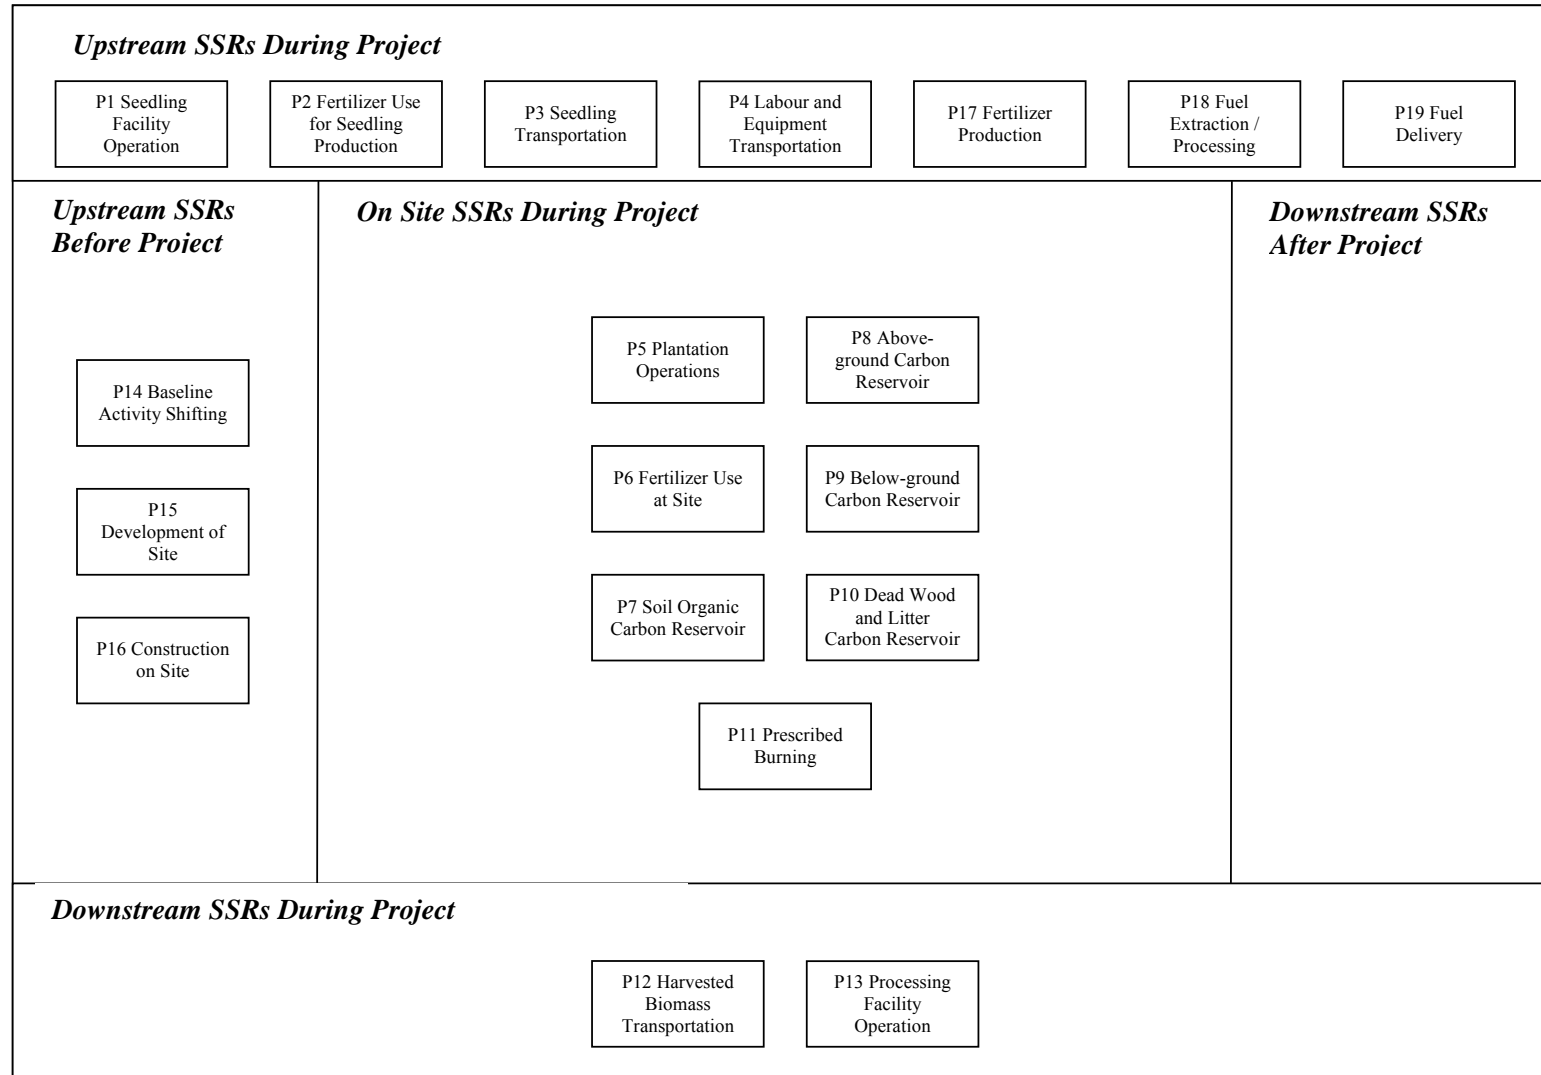 Upstream SSRs During Project
P1 Seedling
Facility
Operation
P2 Fertilizer Use
for Seedling
Production
P3 Seedling
Transportation
P4 Labour and
Equipment
Transportation
P17 Fertilizer
Production
P18 Fuel
Extraction /
Processing
P19 Fuel
Delivery
Upstream SSRs
Before Project
P14 Baseline
Activity Shifting
P15
Development of
Site
P16 Construction
on Site
On Site SSRs During Project
P5 Plantation
Operations
P8 Above-
ground Carbon
Reservoir
P6 Fertilizer Use
at Site
P9 Below-ground
Carbon Reservoir
P7 Soil Organic
Carbon Reservoir
P10 Dead Wood
and Litter
Carbon Reservoir
P11 Prescribed
Burning
Downstream SSRs
After Project
Downstream SSRs During Project
P12 Harvested
Biomass
Transportation
P13 Processing
Facility
Operation